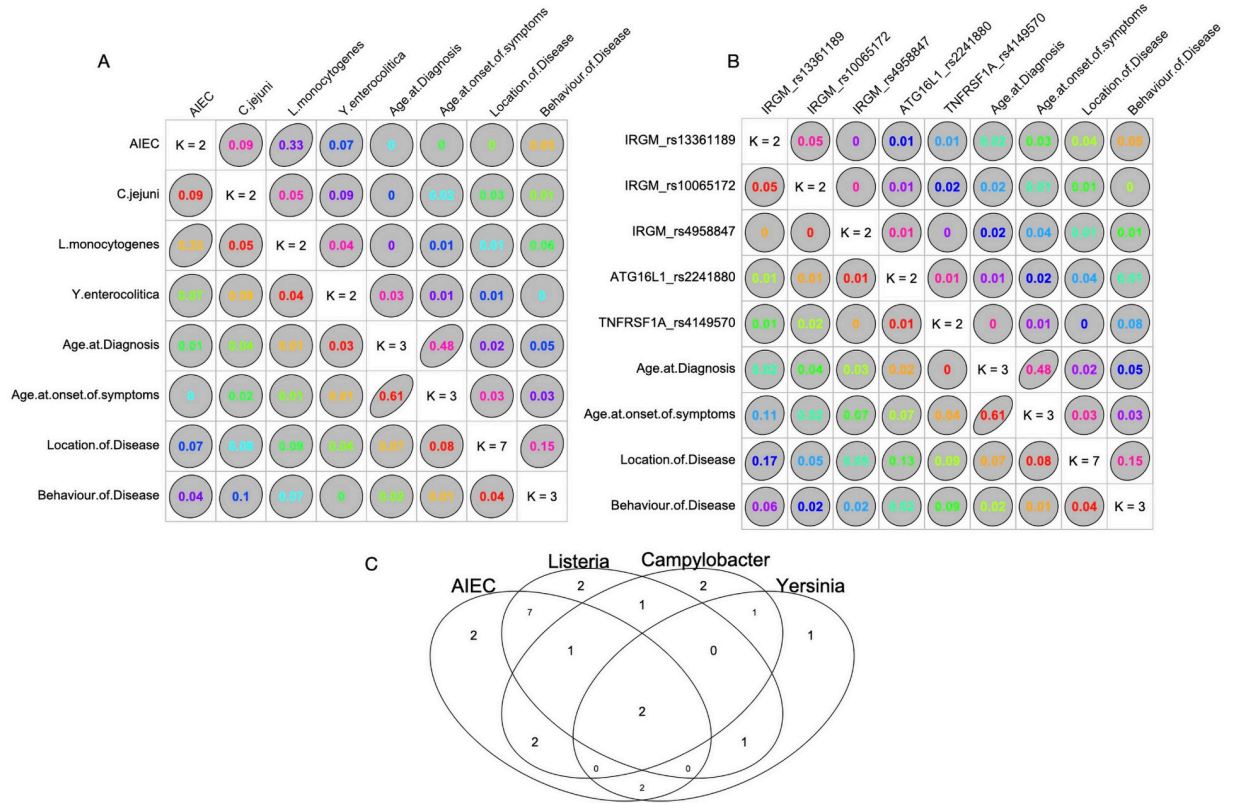 A
AIEC C.jejuni L.monocytogenes Y.enterocolitica Age.at.Diagnosis Age.at.onset.of.symptoms Location.of.Disease Behaviour.of.Disease
AIEC K = 2 0.09 0.33 0.07 0 0 0
C.jejuni 0.09 K = 2 0.05 0.09 0 0.02 0.03 0.01
L.monocytogenes 0.33 0.05 K = 2 0.04 0 0.01 0.01 0.06
Y.enterocolitica 0.07 0.09 0.04 K = 2 0.03 0.01 0.01 0
Age.at.Diagnosis 0.01 0.04 0.01 0.03 K = 3 0.48 0.02 0.05
Age.at.onset.of.symptoms 0 0.02 0.01 0.01 0.61 K = 3 0.03 0.03
Location.of.Disease 0.07 0.09 0.04 0.07 0.08 K = 7 0.15
Behaviour.of.Disease 0.04 0.1 0.07 0 0.02 0.01 0.04 K = 3
B
IRGM_rs13361189 IRGM_rs10065172 IRGM_rs4958847 ATG16L1_rs2241880 TNFRSF1A_rs4149570 Age.at.Diagnosis Age.at.onset.of.symptoms Location.of.Disease Behaviour.of.Disease
IRGM_rs13361189 K = 2 0.05 0 0.01 0.01 0.02 0.03 0.04 0.05
IRGM_rs10065172 0.05 K = 2 0 0.01 0.02 0.02 0.01 0.01 0
IRGM_rs4958847 0 0 K = 2 0.01 0 0.02 0.04 0.01 0.01
ATG16L1_rs2241880 0.01 0.01 0.01 K = 2 0.01 0.01 0.02 0.04 0.01
TNFRSF1A_rs4149570 0.01 0.02 0 0.01 K = 2 0 0.01 0 0.08
Age.at.Diagnosis 0.02 0.04 0.03 0.02 0 K = 3 0.48 0.02 0.05
Age.at.onset.of.symptoms 0.11 0.02 0.07 0.07 0.04 0.61 K = 3 0.03 0.03
Location.of.Disease 0.17 0.05 0.13 0.09 0.07 0.08 K = 7 0.15
Behaviour.of.Disease 0.06 0.02 0.02 0.02 0.09 0.02 0.01 0.04 K = 3
C
AIEC Listeria Campylobacter Yersinia
2 2
7 1 1
2 1 0 1
2
2 1
0 0
2